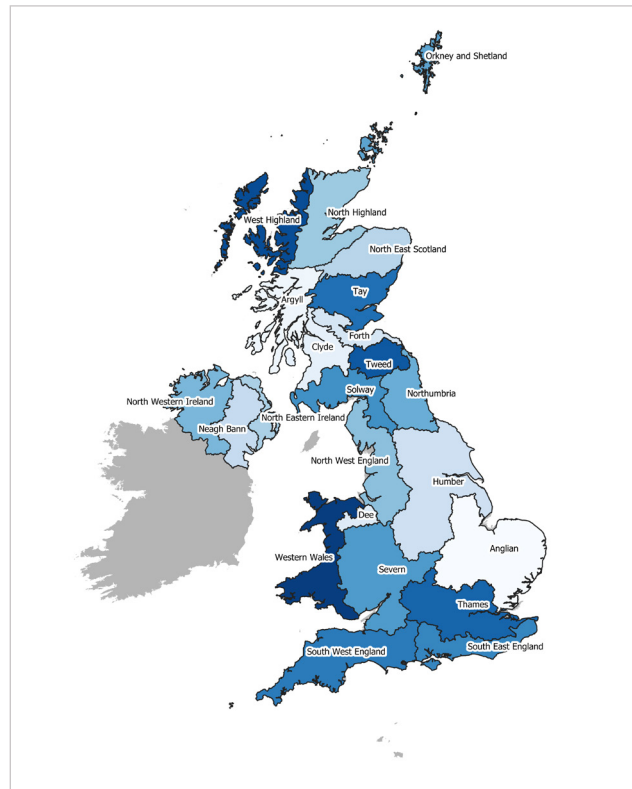 Orkney and Shetland
North Highland
West Highland
North East Scotland
Tay
Argyll
Forth
Clyde
Tweed
Solway
Northumbria
North Western Ireland
North Eastern Ireland
Neagh Bann
North West England
Humber
Dee
Anglian
Western Wales
Severn
Thames
South East England
South West England